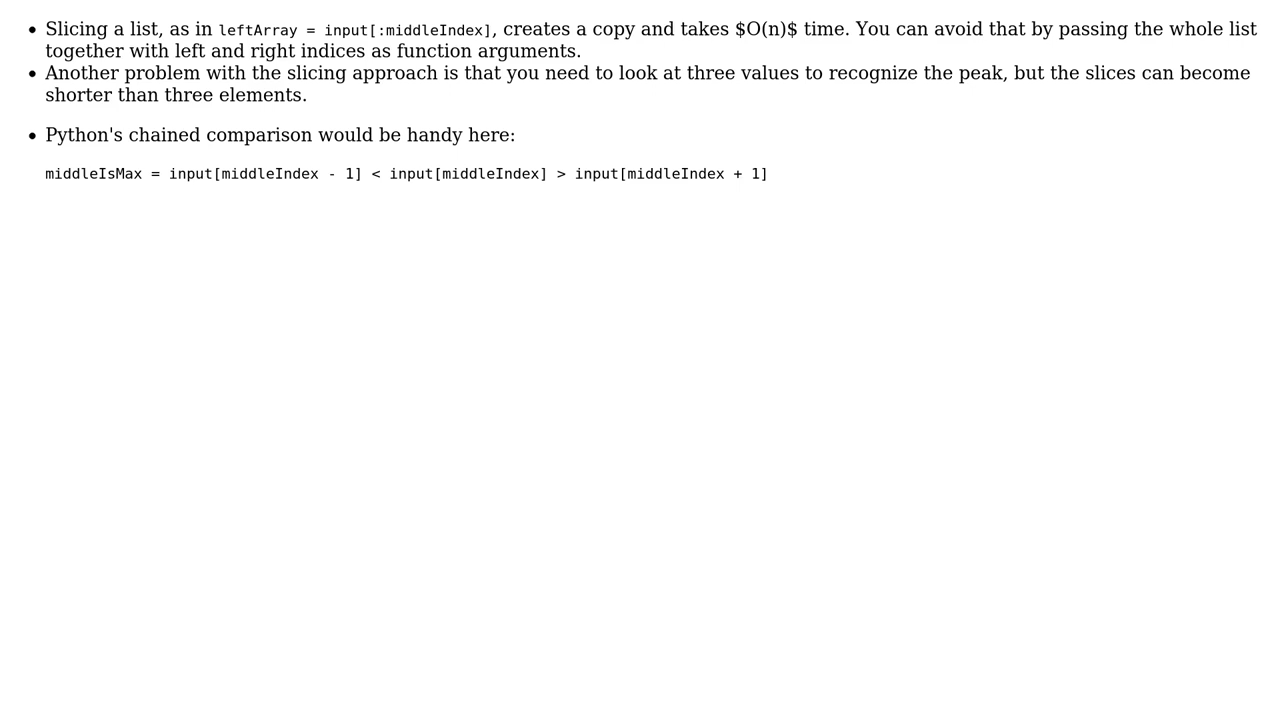 Slicing a list, as in leftArray = input[:middleIndex], creates a copy and takes $O(n)$ time. You can avoid that by passing the whole list
together with left and right indices as function arguments.
Another problem with the slicing approach is that you need to look at three values to recognize the peak, but the slices can become
shorter than three elements.
Python's chained comparison would be handy here:
middleIsMax = input[middleIndex - 1] < input[middleIndex] > input[middleIndex + 1]